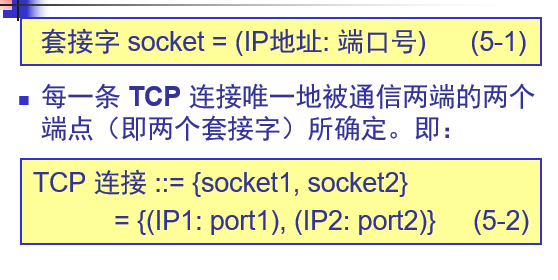 套接字 socket = (IP地址: 端口号) (5-1)
每一条 TCP 连接唯一地被通信两端的两个
端点（即两个套接字）所确定。即：
TCP 连接 ::= {socket1, socket2}
= {(IP1: port1), (IP2: port2)} (5-2)